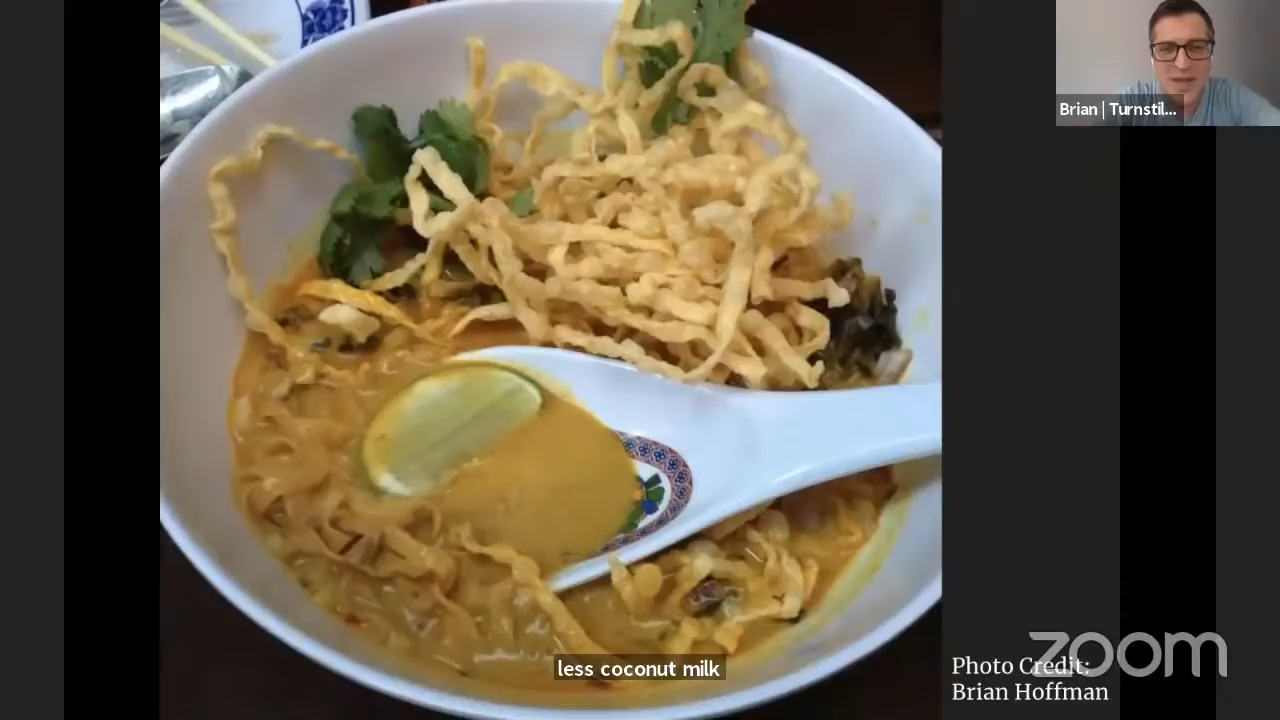 Brian | Turnstil...
less coconut milk
Photo Credit:
Brian Hoffman
zoom